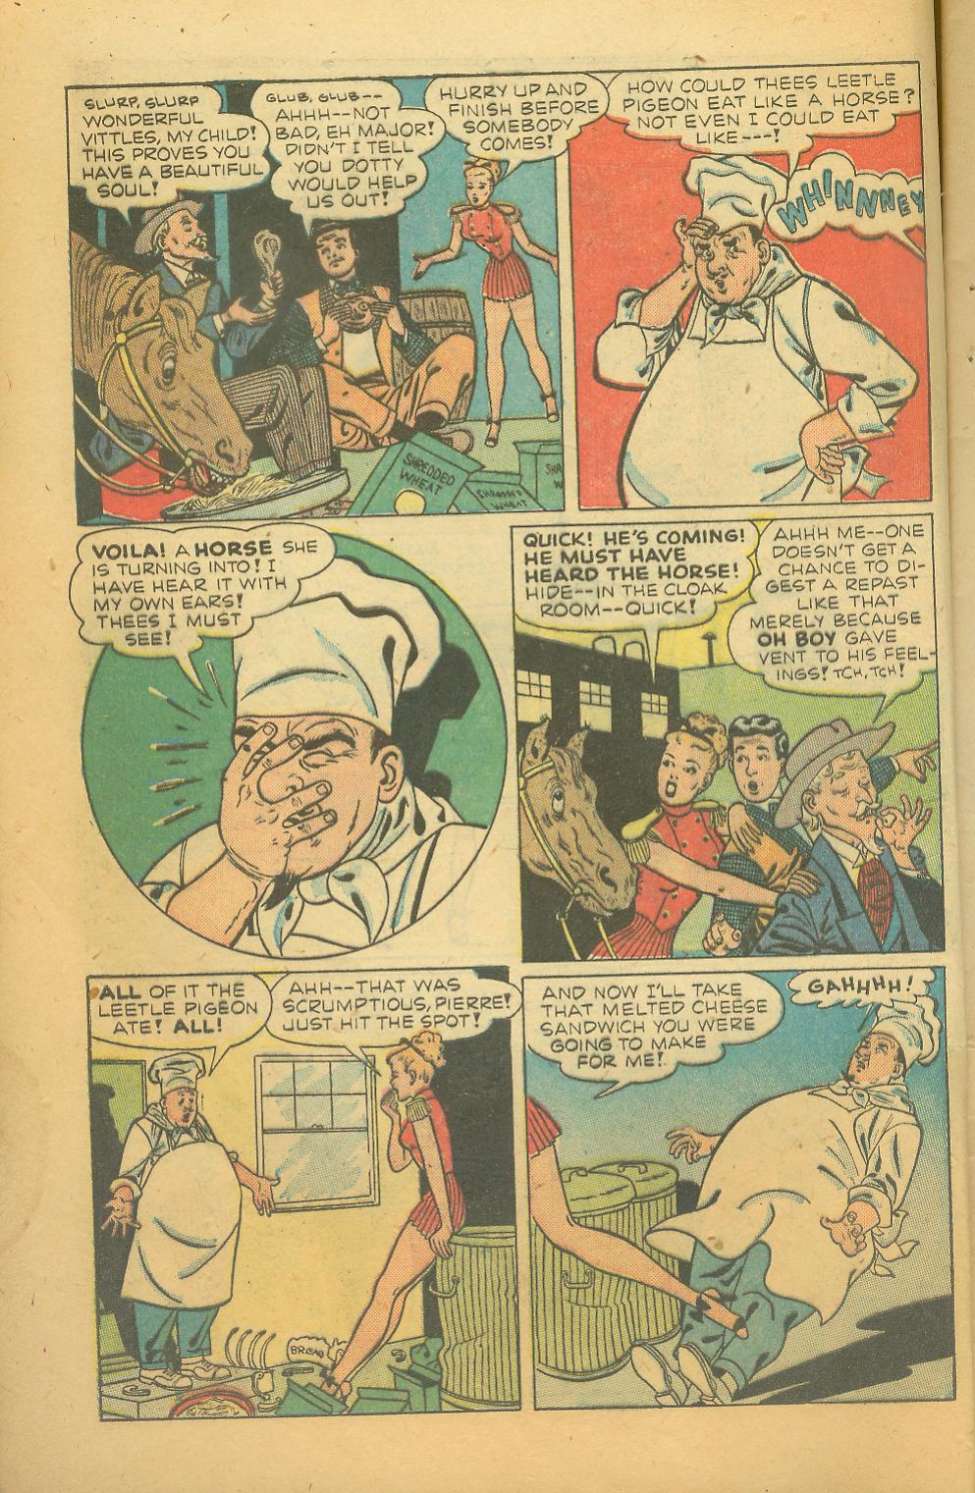 SLURP, SLURP
WONDERFUL
VITTLES, MY CHILD!
THIS PROVES YOU
HAVE A BEAUTIFUL
SOUL!
GLUB, GLUB--
AHHH--NOT
BAD, EH MAJOR!
DIDN'T I TELL
YOU DOTTY
WOULD HELP
US OUT!
HURRY UP AND
FINISH BEFORE
SOMEBODY
COMES!
SHREDDED
WHEAT
SHREDDED
WHEAT
HOW COULD THEES LEETLE
PIGEON EAT LIKE A HORSE?
NOT EVEN I COULD EAT
LIKE---!
WHINNNEY
VOILA! A HORSE SHE
IS TURNING INTO! I
HAVE HEAR IT WITH
MY OWN EARS!
THEES I MUST
SEE!
QUICK! HE'S COMING!
HE MUST HAVE
HEARD THE HORSE!
HIDE--IN THE CLOAK
ROOM--QUICK!
AHHH ME--ONE
DOESN'T GET A
CHANCE TO DI-
GEST A REPAST
LIKE THAT
MERELY BECAUSE
OH BOY GAVE
VENT TO HIS FEEL-
INGS! TCH, TCH!
ALL OF IT THE
LEETLE PIGEON
ATE! ALL!
AHH--THAT WAS
SCRUMPTIOUS, PIERRE!
JUST HIT THE SPOT!
BREAD
AND NOW I'LL TAKE
THAT MELTED CHEESE
SANDWICH YOU WERE
GOING TO MAKE
FOR ME!
GAHHHH!